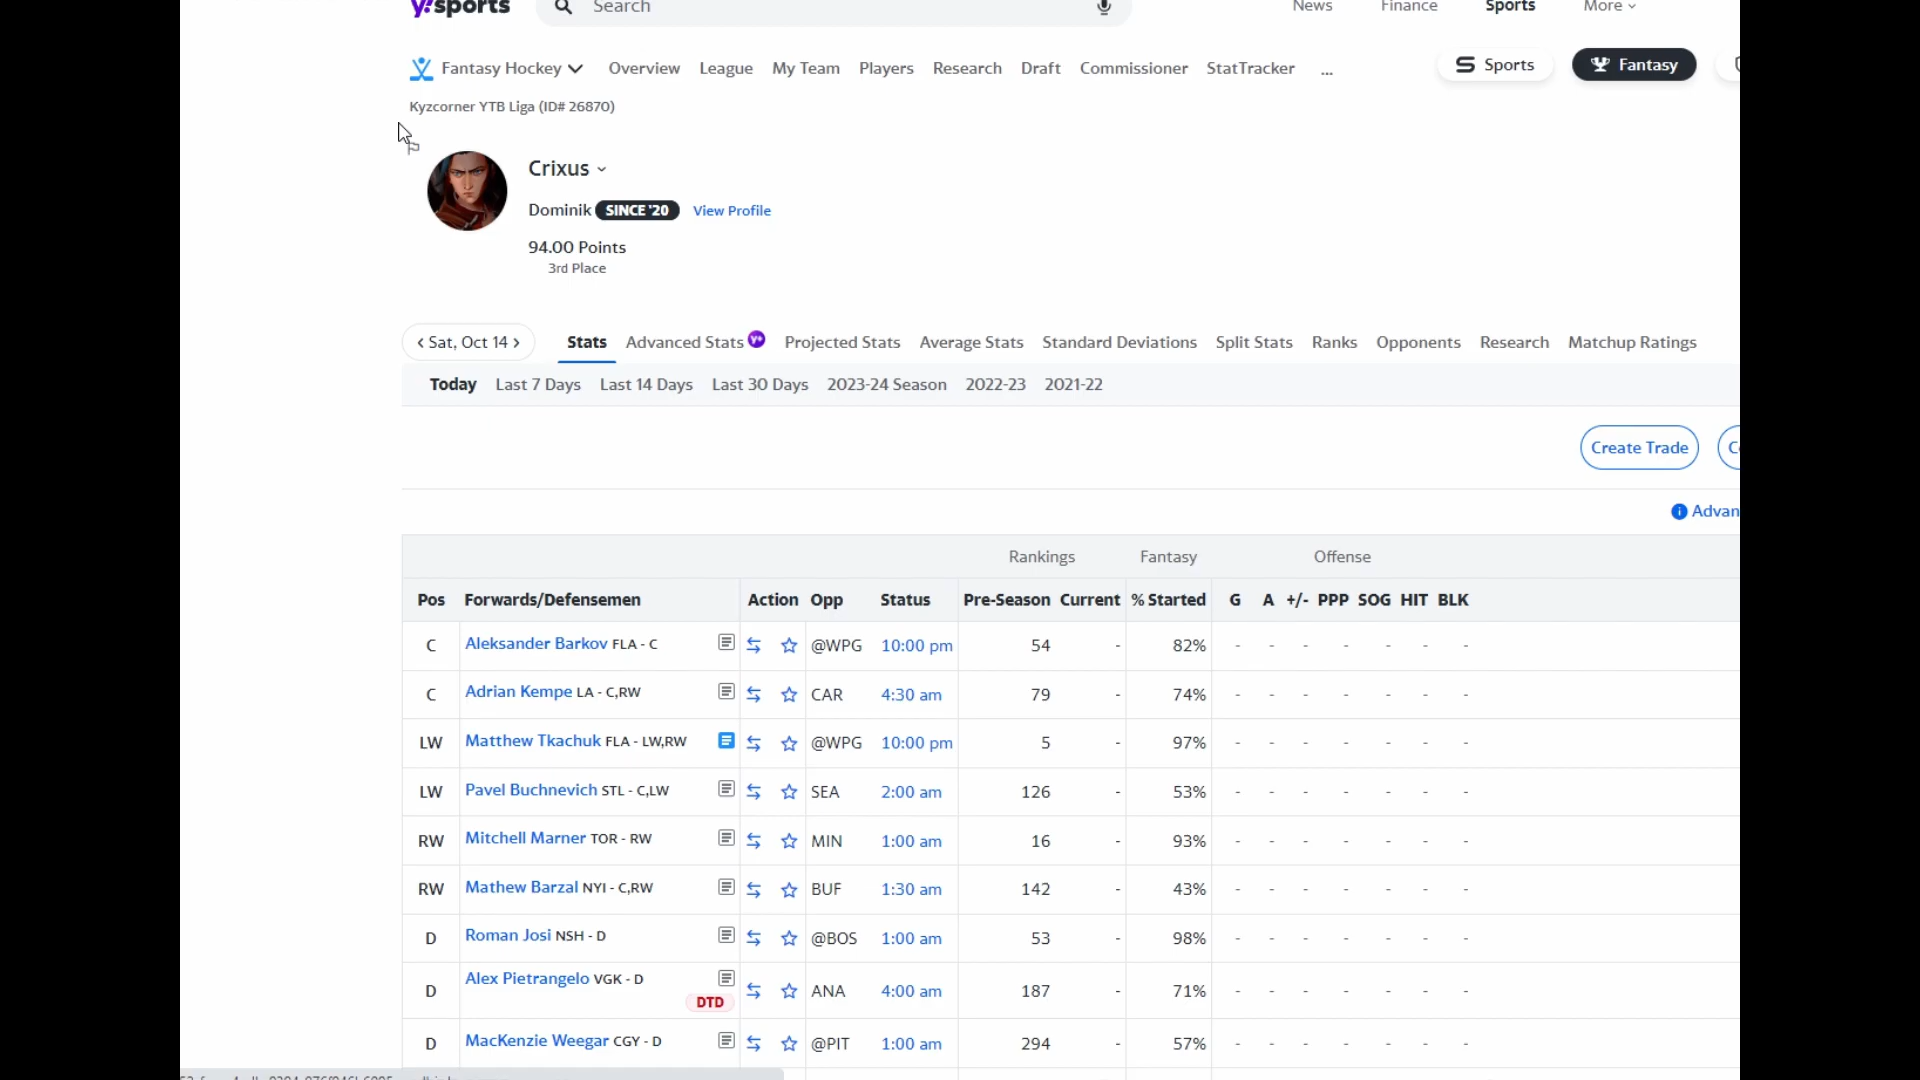 y!sports Search News Finance Sports More
Fantasy Hockey Overview League My Team Players Research Draft Commissioner StatTracker ... Sports Fantasy
Kyzcorner YTB Liga (ID# 26870)
Crixus
Dominik SINCE '20 View Profile
94.00 Points
3rd Place
Sat, Oct 14 Stats Advanced Stats Y+ Projected Stats Average Stats Standard Deviations Split Stats Ranks Opponents Research Matchup Ratings
Today Last 7 Days Last 14 Days Last 30 Days 2023-24 Season 2022-23 2021-22
Create Trade
Advan
Rankings Fantasy Offense
Pos Forwards/Defensemen Action Opp Status Pre-Season Current % Started G A +/- PPP SOG HIT BLK
C Aleksander Barkov FLA - C @WPG 10:00 pm 54 - 82% - - - - - - -
C Adrian Kempe LA - C,RW CAR 4:30 am 79 - 74% - - - - - - -
LW Matthew Tkachuk FLA - LW,RW @WPG 10:00 pm 5 - 97% - - - - - - -
LW Pavel Buchnevich STL - C,LW SEA 2:00 am 126 - 53% - - - - - - -
RW Mitchell Marner TOR - RW MIN 1:00 am 16 - 93% - - - - - - -
RW Mathew Barzal NYI - C,RW BUF 1:30 am 142 - 43% - - - - - - -
D Roman Josi NSH - D @BOS 1:00 am 53 - 98% - - - - - - -
D Alex Pietrangelo VGK - D DTD ANA 4:00 am 187 - 71% - - - - - - -
D MacKenzie Weegar CGY - D @PIT 1:00 am 294 - 57% - - - - - - -